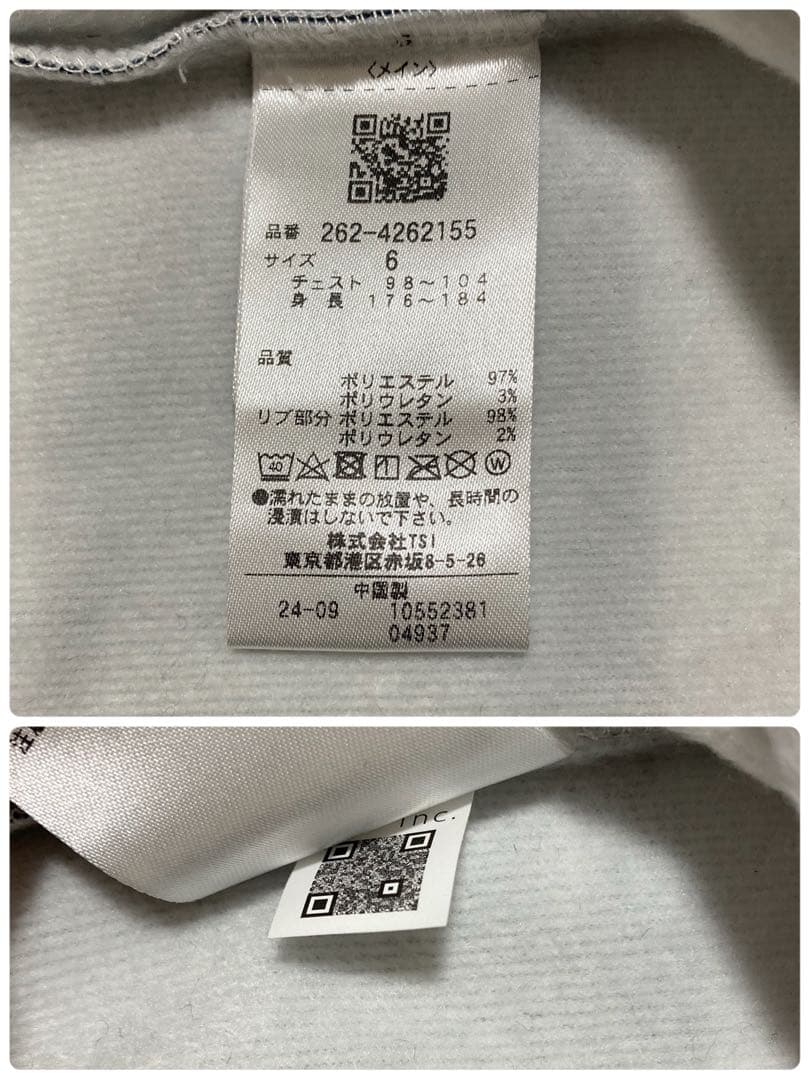 〈メイン〉
品番 262-4262155
サイズ 6
チェスト 98～104
身長 176～184
品質
ポリエステル 97%
ポリウレタン 3%
リブ部分 ポリエステル 98%
ポリウレタン 2%
40 W
●濡れたままの放置や、長時間の
浸漬はしないで下さい。
株式会社TSI
東京都港区赤坂8-5-26
中国製
24-09 10552381
04937
inc.